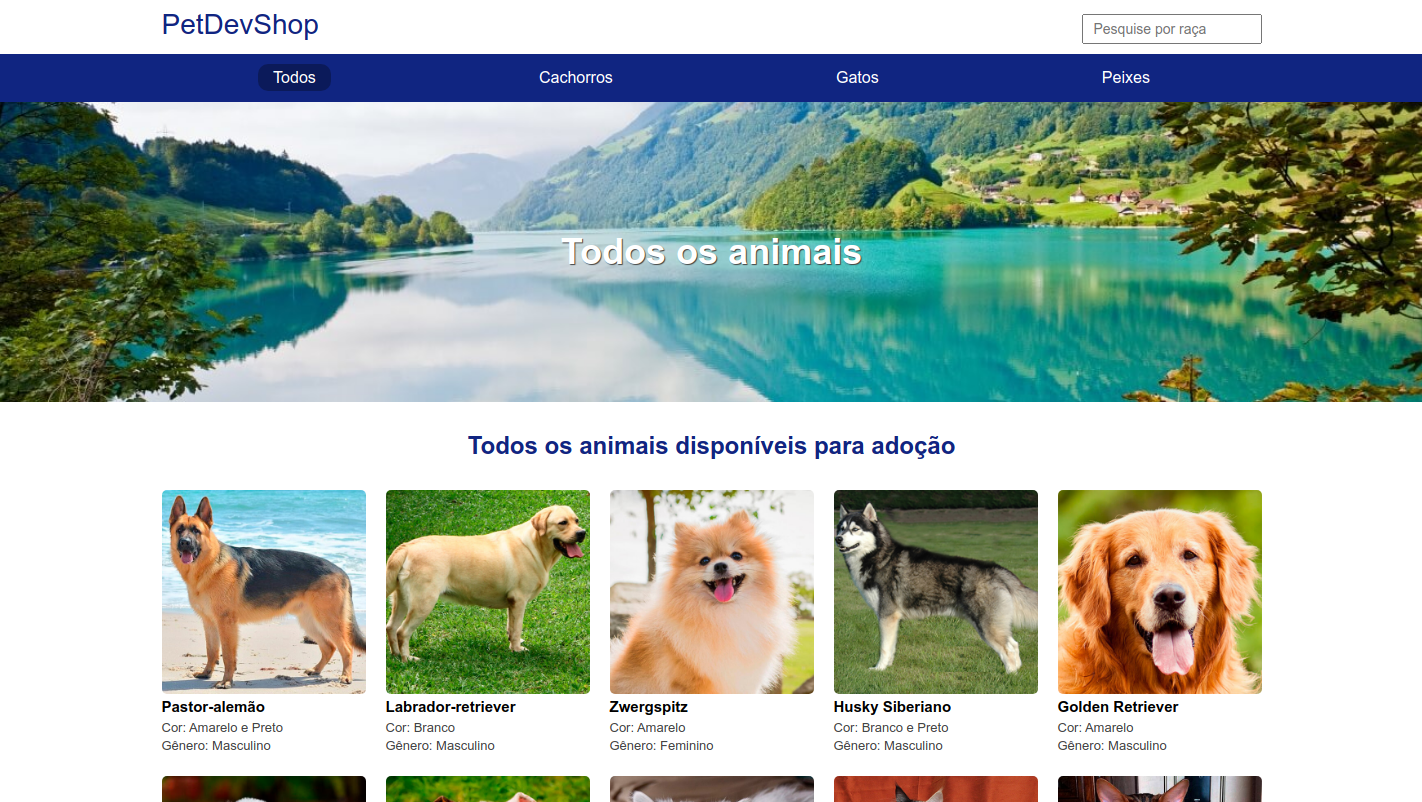 PetDevShop
Pesquise por raça
Todos
Cachorros
Gatos
Peixes
Todos os animais
Todos os animais disponíveis para adoção
Pastor-alemão
Cor: Amarelo e Preto
Gênero: Masculino
Labrador-retriever
Cor: Branco
Gênero: Masculino
Zwergspitz
Cor: Amarelo
Gênero: Feminino
Husky Siberiano
Cor: Branco e Preto
Gênero: Masculino
Golden Retriever
Cor: Amarelo
Gênero: Masculino